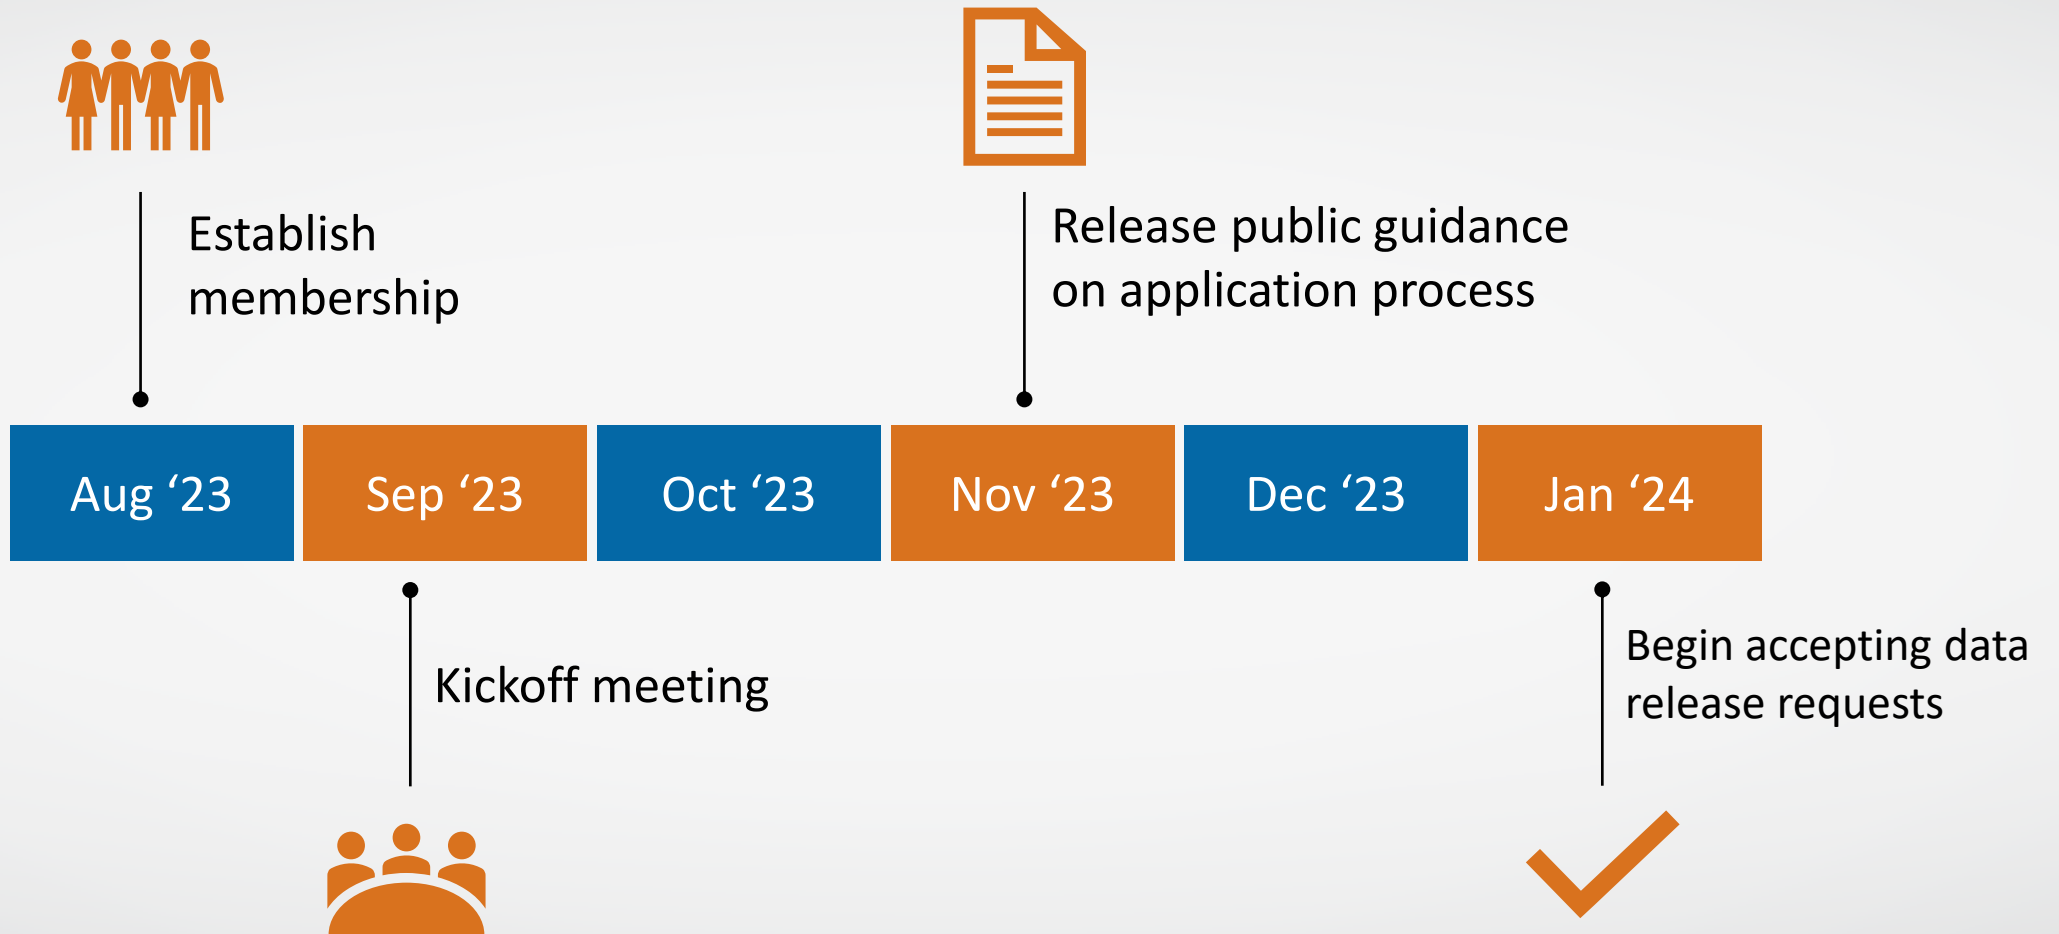 Establish
membership
Release public guidance
on application process
Aug ‘23
Sep ‘23
Oct ‘23
Nov ‘23
Dec ‘23
Jan ‘24
Kickoff meeting
Begin accepting data
release requests